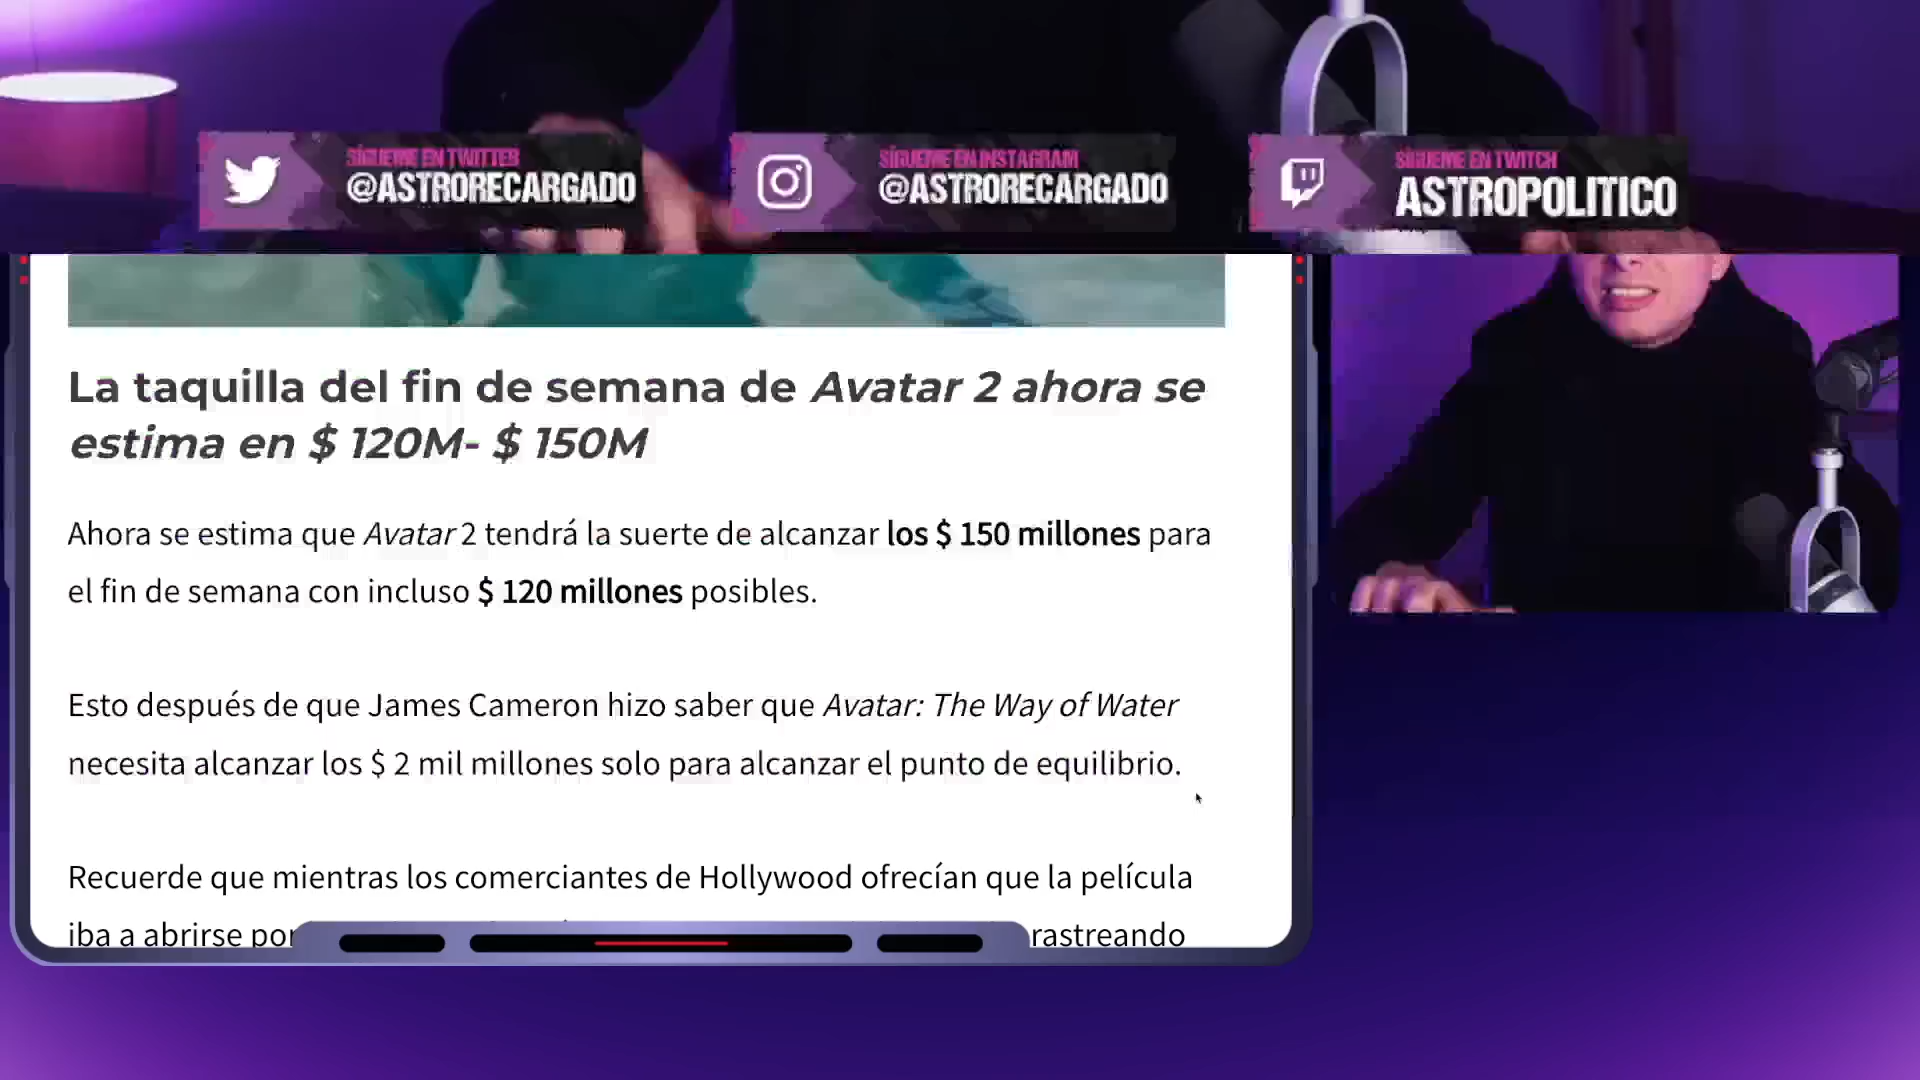 SÍGUEME EN TWITTER
@ASTRORECARGADO
SÍGUEME EN INSTAGRAM
@ASTRORECARGADO
SÍGUEME EN TWITCH
ASTROPOLITICO
La taquilla del fin de semana de Avatar 2 ahora se
estima en $ 120M- $ 150M
Ahora se estima que Avatar 2 tendrá la suerte de alcanzar los $ 150 millones para
el fin de semana con incluso $ 120 millones posibles.
Esto después de que James Cameron hizo saber que Avatar: The Way of Water
necesita alcanzar los $ 2 mil millones solo para alcanzar el punto de equilibrio.
Recuerde que mientras los comerciantes de Hollywood ofrecían que la película
iba a abrirse por rastreando